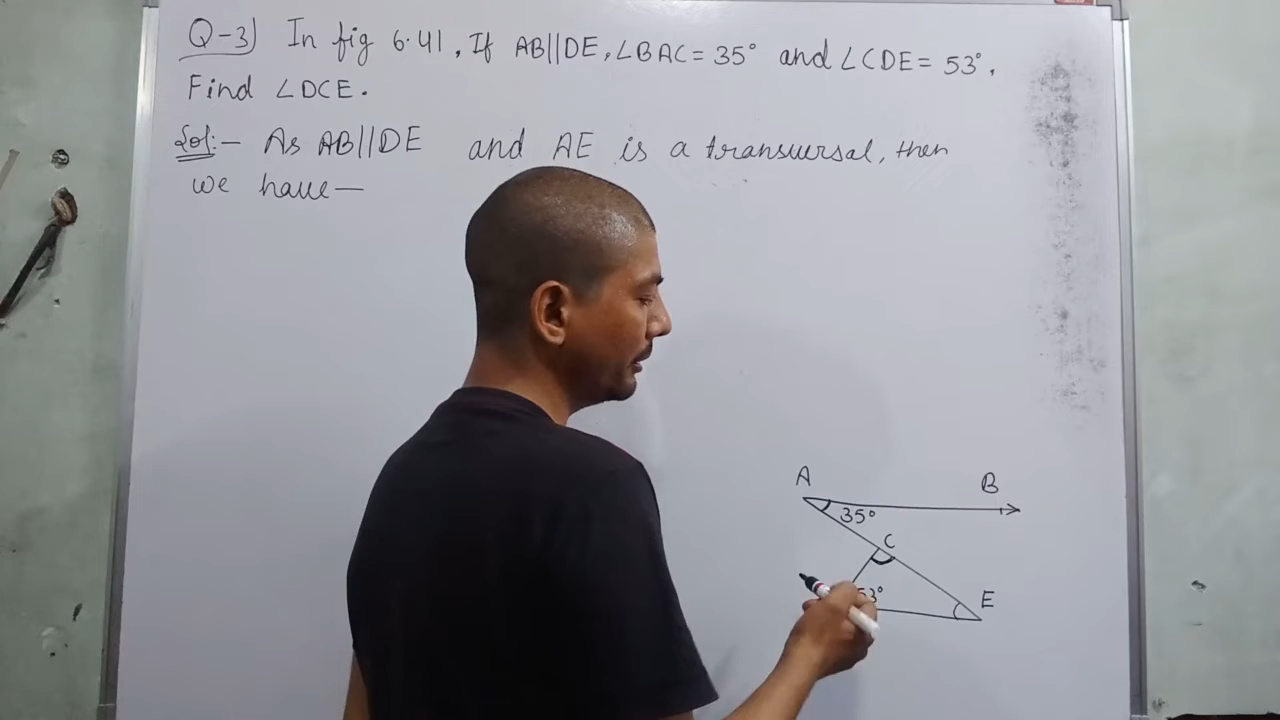 Q-3) In fig 6.41, If AB||DE, ∠BAC = 35° and ∠CDE = 53°.
Find ∠DCE.
Sol:- As AB||DE and AE is a transversal, then
we have—
A
B
35°
C
53°
E